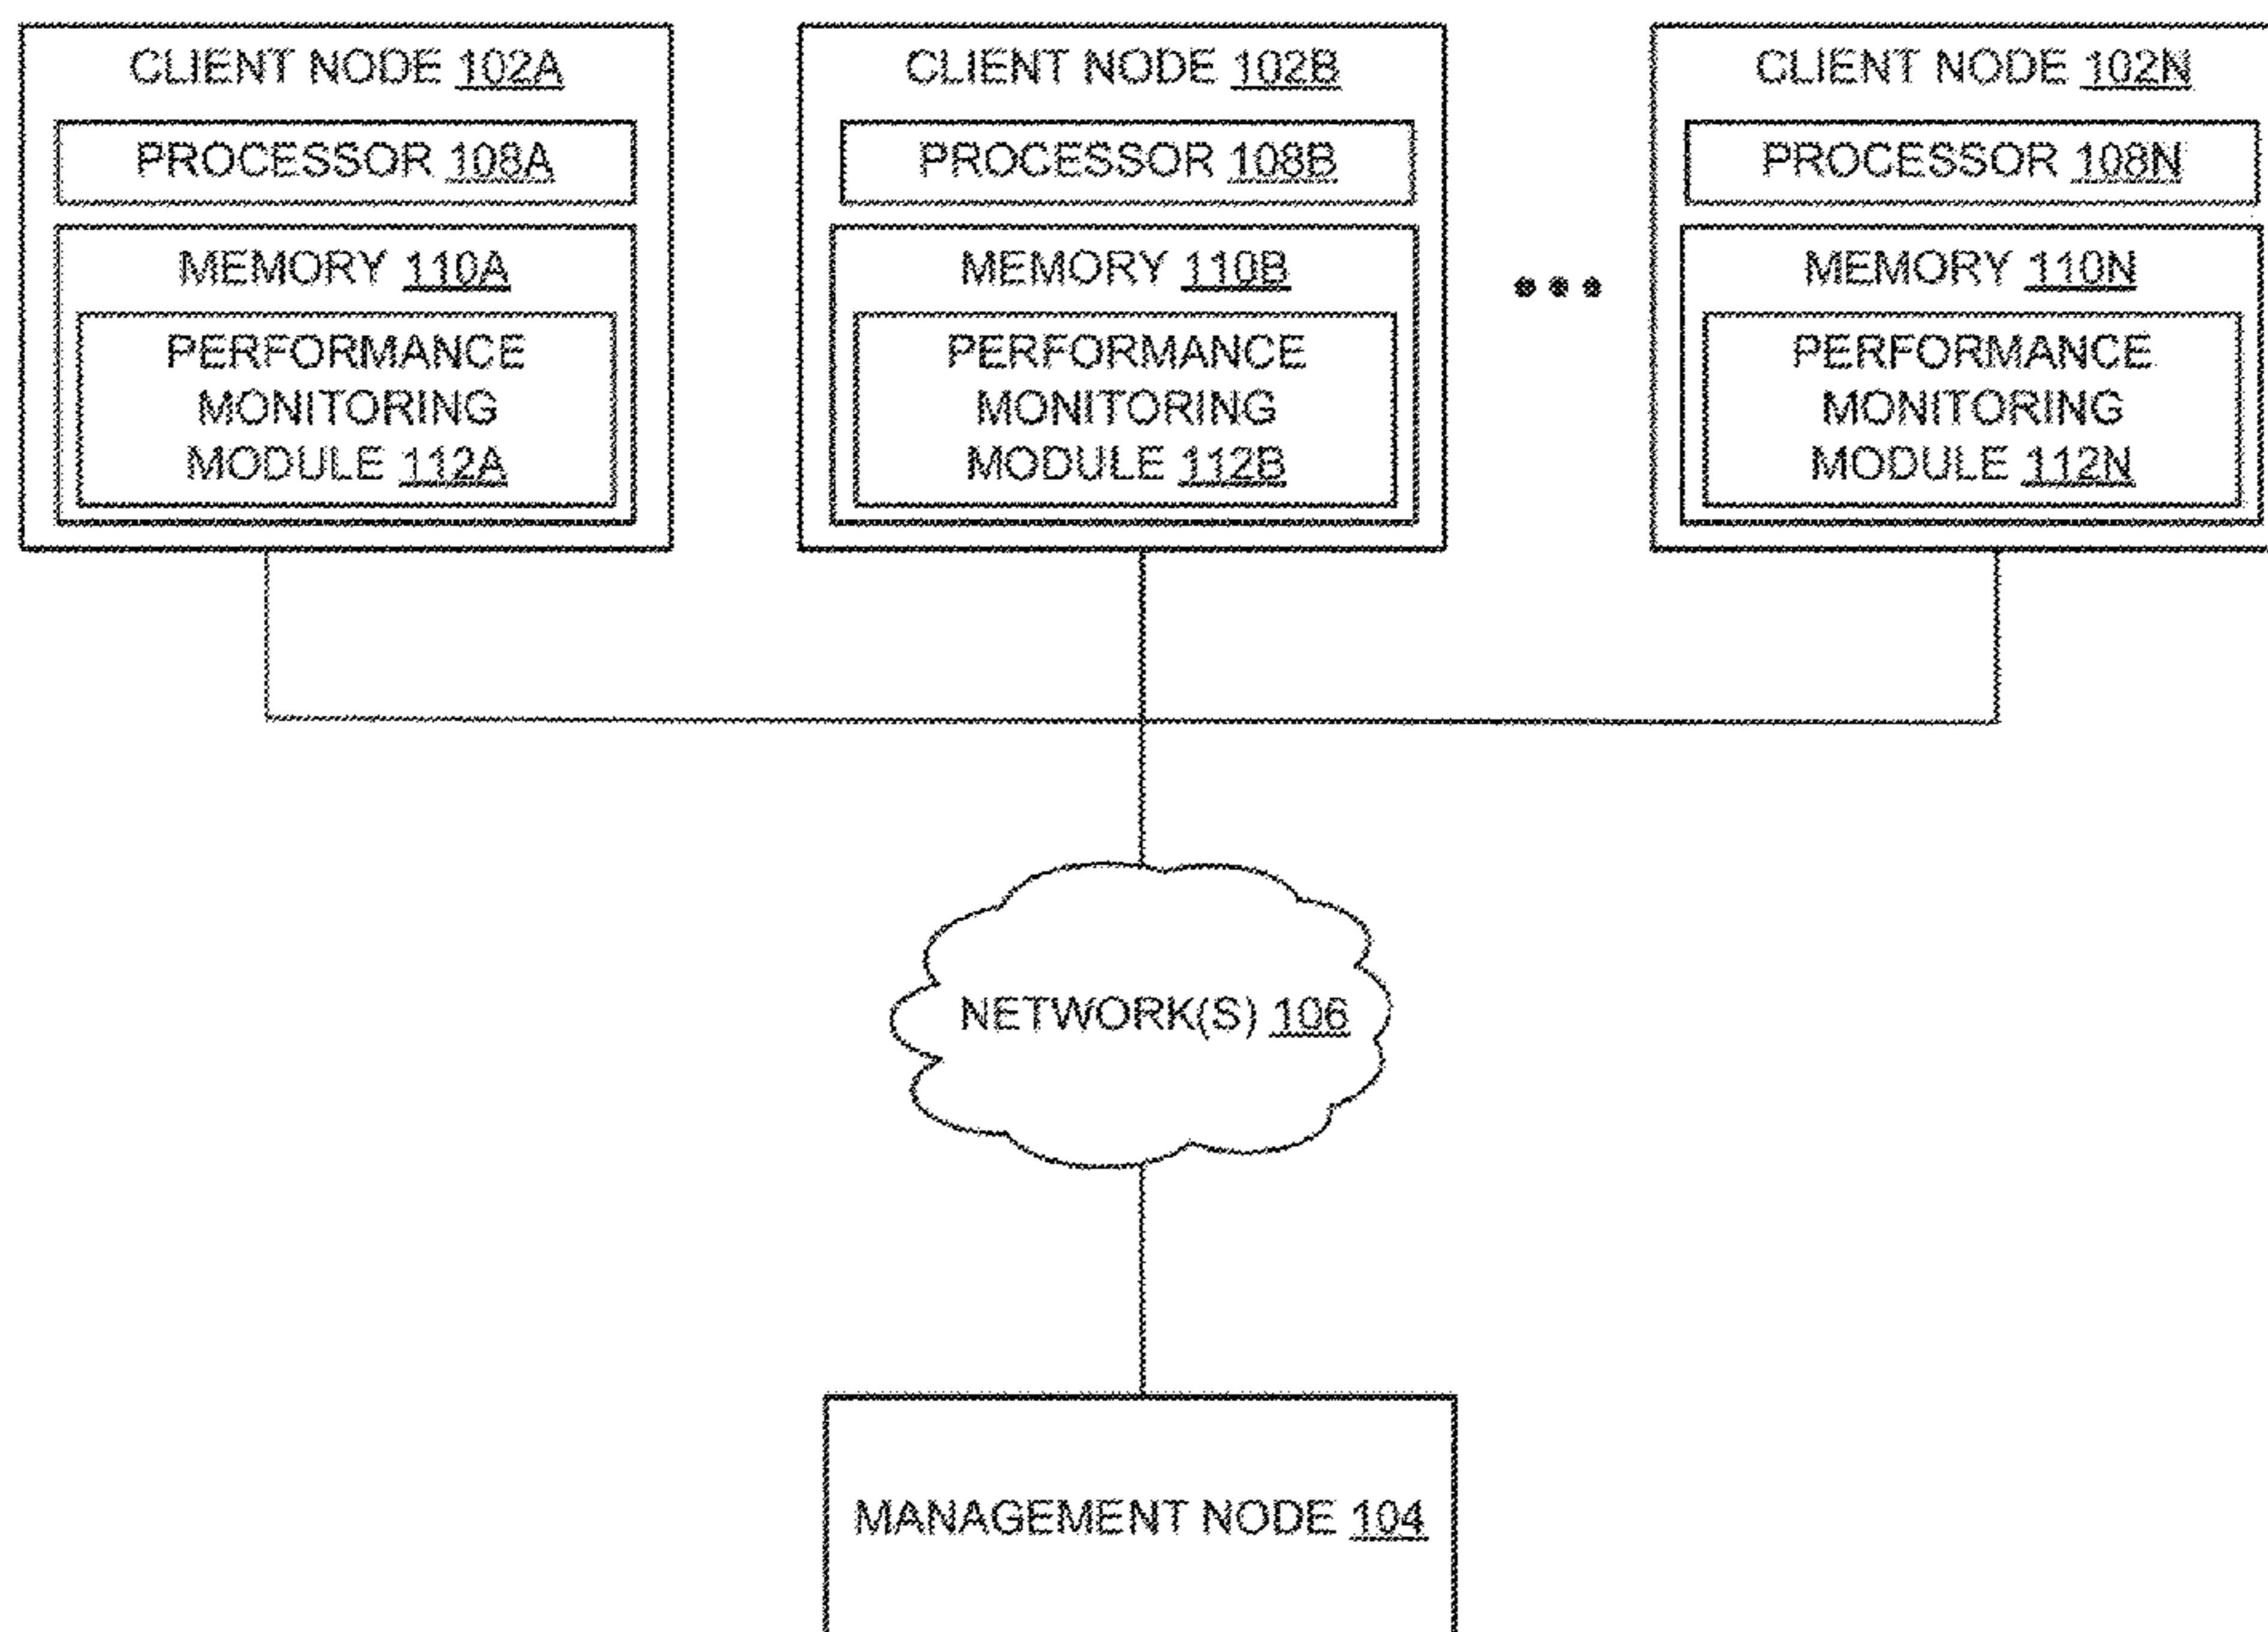 CLIENT NODE 102A
PROCESSOR 108A
MEMORY 110A
PERFORMANCE
MONITORING
MODULE 112A
CLIENT NODE 102B
PROCESSOR 108B
MEMORY 110B
PERFORMANCE
MONITORING
MODULE 112B
CLIENT NODE 102N
PROCESSOR 108N
MEMORY 110N
PERFORMANCE
MONITORING
MODULE 112N
NETWORK(S) 106
MANAGEMENT NODE 104